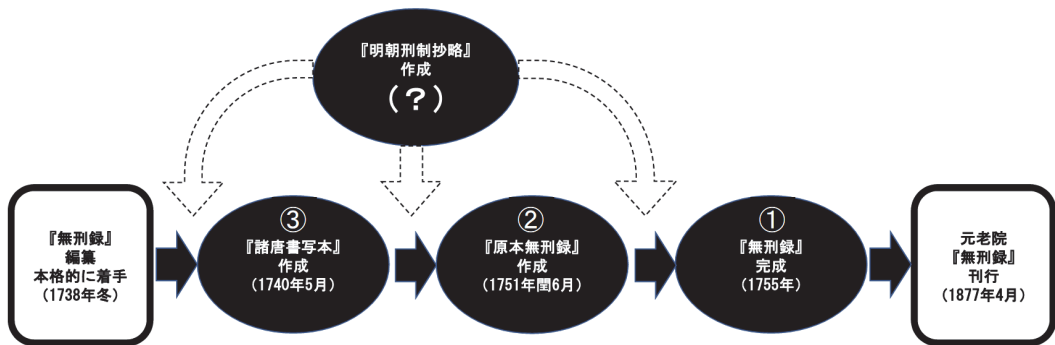 『明朝刑制抄略』
作成
（？）
『無刑録』
編纂
本格的に着手
（1738年冬）
③
『諸唐書写本』
作成
（1740年5月）
②
『原本無刑録』
作成
（1751年閏6月）
①
『無刑録』
完成
（1755年）
元老院
『無刑録』
刊行
（1877年4月）